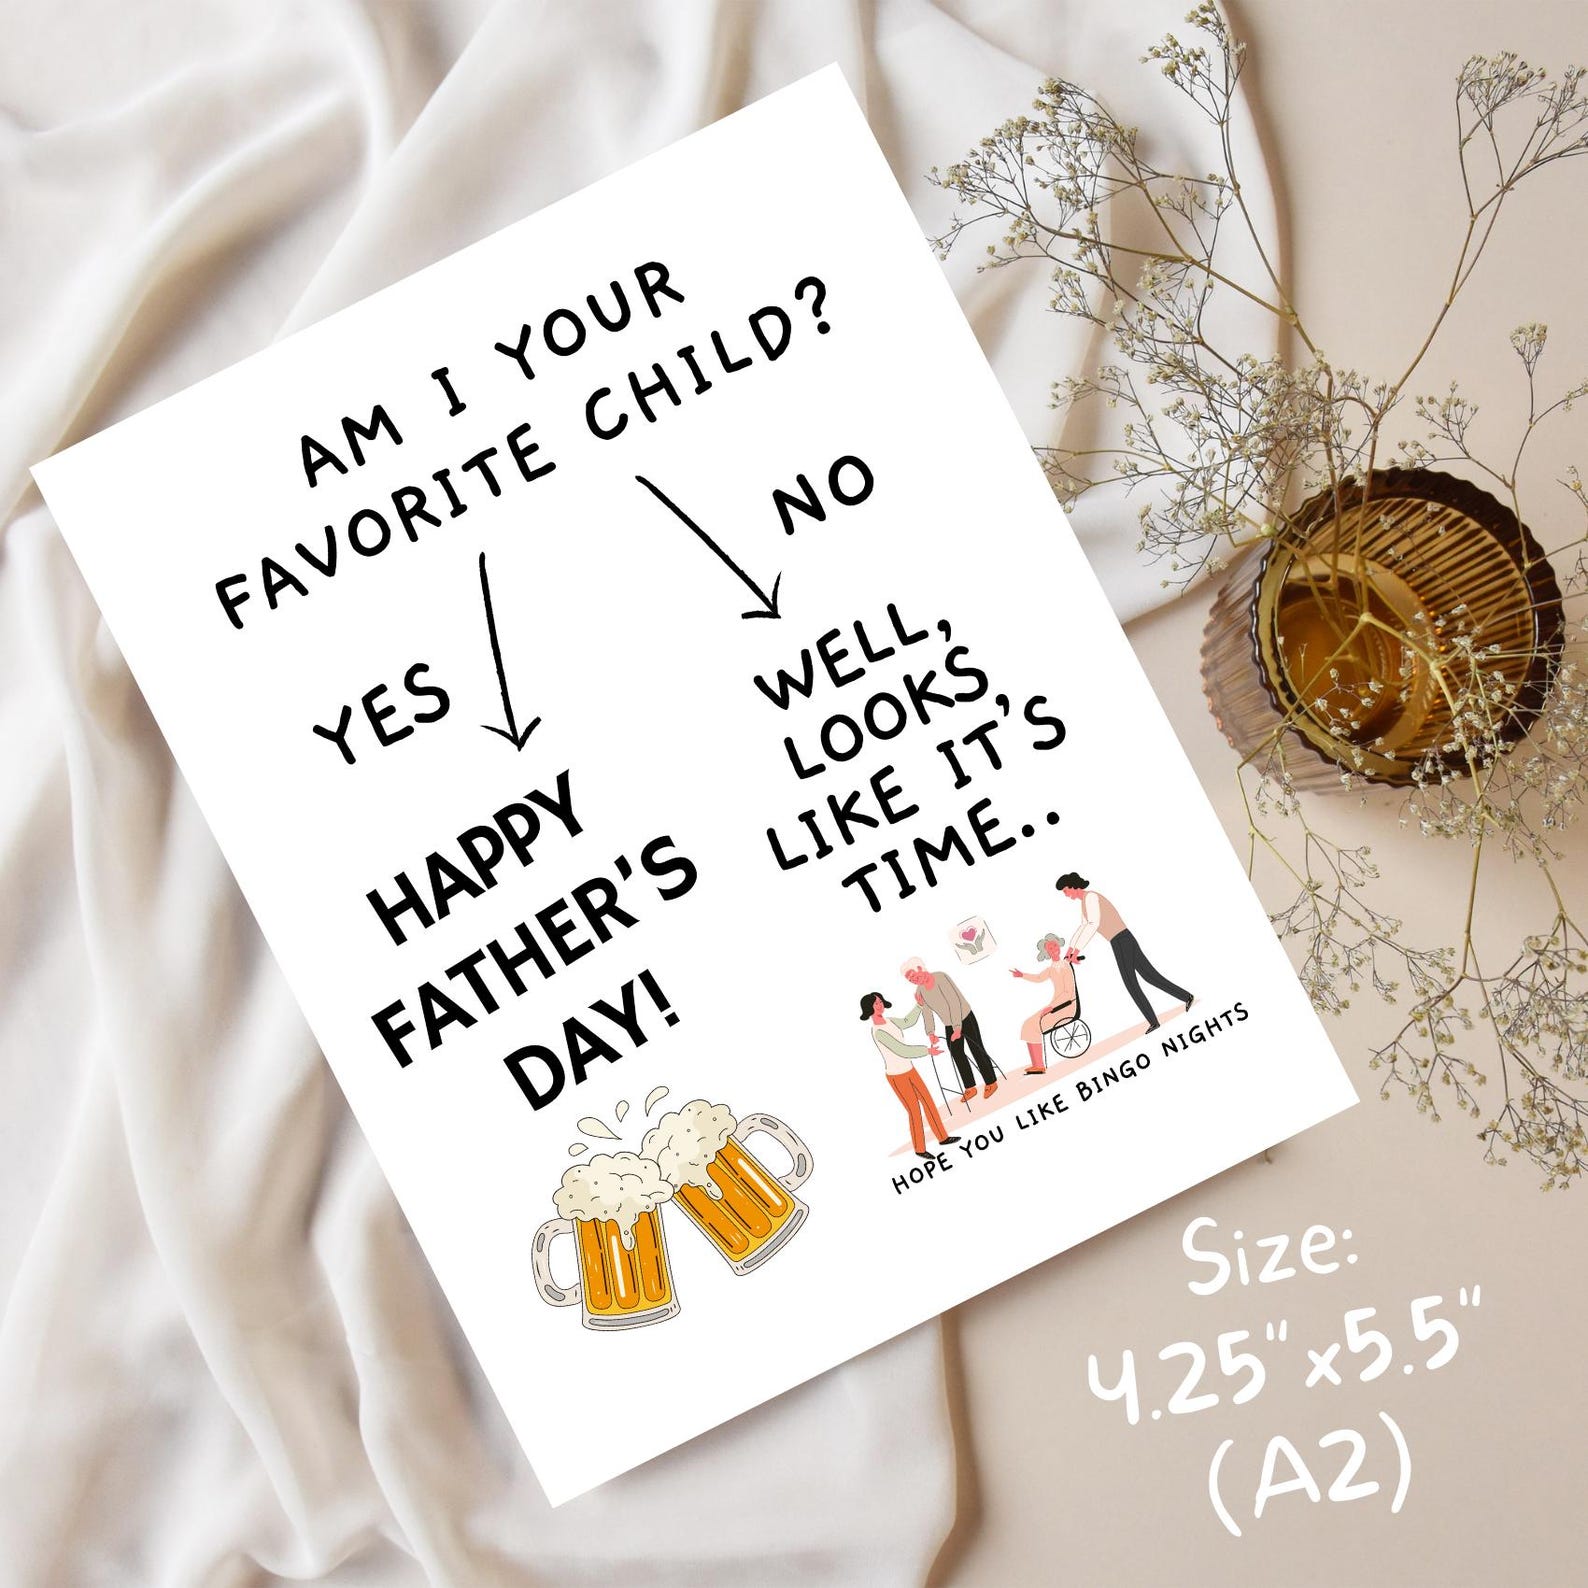 AM I YOUR
FAVORITE CHILD?
YES
HAPPY
FATHER'S
DAY!
NO
WELL,
LOOKS,
LIKE IT'S
TIME..
HOPE YOU LIKE BINGO NIGHTS
Size:
4.25"x5.5"
(A2)